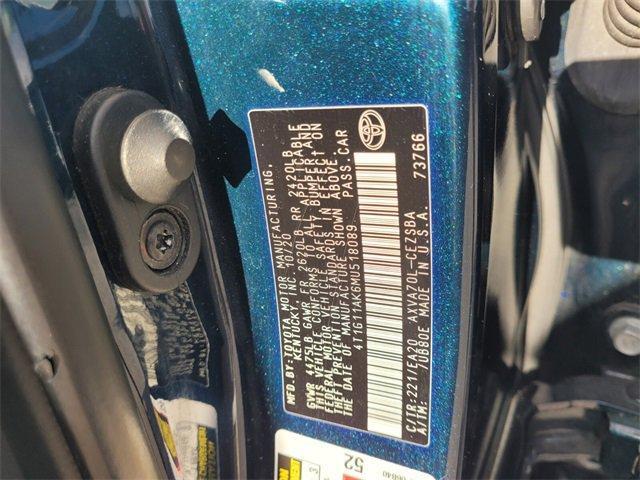 MFD.BY:TOYOTA MOTOR MANUFACTURING,
KENTUCKY, INC. 10/20
GVWR 4475LB GAWR FR 2620LB RR 2420LB
THIS VEHICLE CONFORMS TO ALL APPLICABLE
FEDERAL MOTOR VEHICLE SAFETY, BUMPER, AND
THEFT PREVENTION STANDARDS IN EFFECT ON
THE DATE OF MANUFACTURE SHOWN ABOVE.
4T1G11AK6MU518089 PASS.CAR
C/TR:221/EA20 AXVA70L-CEZSBA
A/TM: -/UB80E MADE IN U.S.A. 73766
52